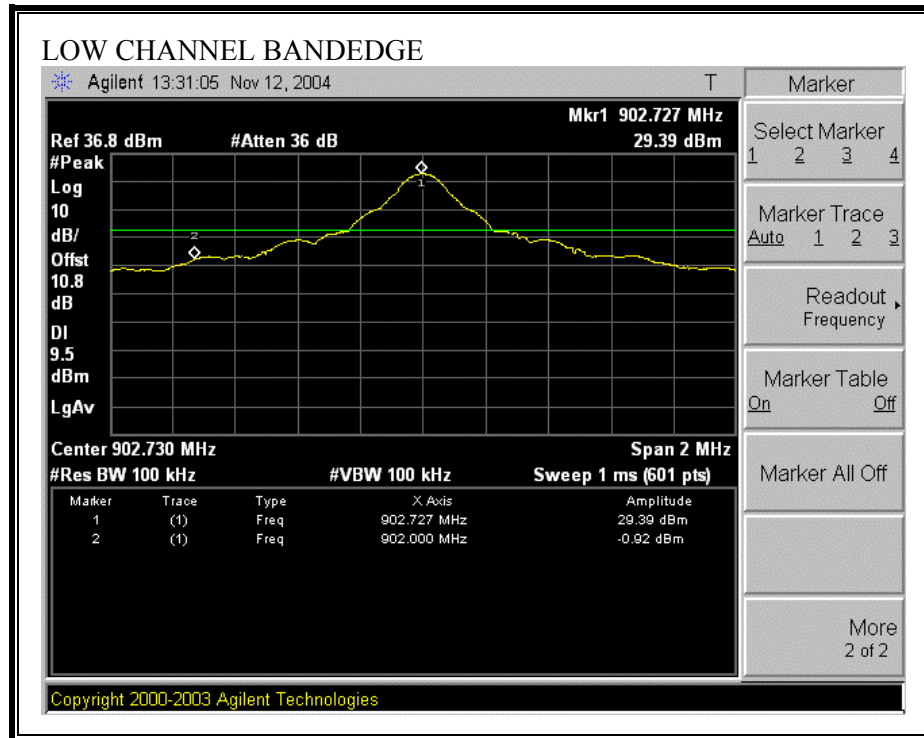 LOW CHANNEL BANDEDGE
Agilent 13:31:05 Nov 12, 2004 T
Mkr1 902.727 MHz
Ref 36.8 dBm #Atten 36 dB 29.39 dBm
#Peak
Log
10
dB/
Offst
10.8
dB
DI
9.5
dBm
LgAv
1
2
Center 902.730 MHz Span 2 MHz
#Res BW 100 kHz #VBW 100 kHz Sweep 1 ms (601 pts)
Marker Trace Type X Axis Amplitude
1 (1) Freq 902.727 MHz 29.39 dBm
2 (1) Freq 902.000 MHz -0.92 dBm
Copyright 2000-2003 Agilent Technologies
Marker
Select Marker
1 2 3 4
Marker Trace
Auto 1 2 3
Readout
Frequency
Marker Table
On Off
Marker All Off
More
2 of 2